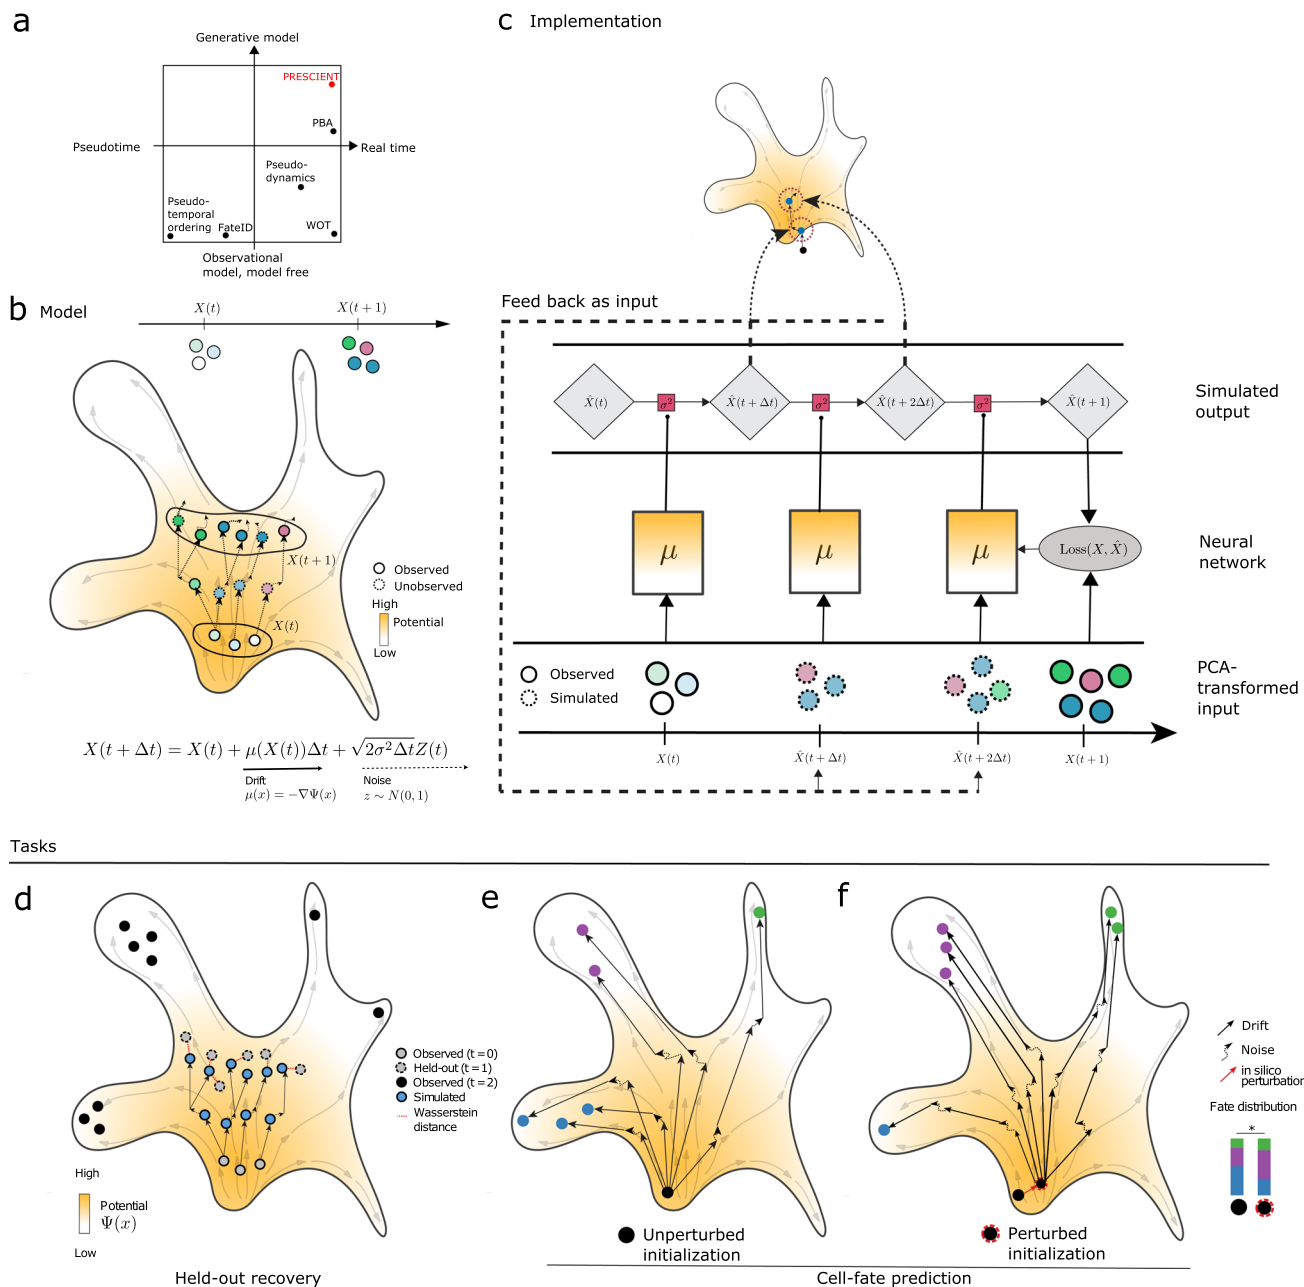 a
Generative model
PRESCIENT
PBA
Pseudotime
Real time
Pseudo-
dynamics
Pseudo-
temporal
ordering
FateID
WOT
Observational
model, model free
b
Model
X(t)
X(t+1)
X(t+1)
X(t)
Observed
Unobserved
High
Potential
Low
X(t + Δt) = X(t) + μ(X(t))Δt + √2σ²Δt Z(t)
Drift
μ(x) = −∇Ψ(x)
Noise
z ∼ N(0, 1)
c
Implementation
Feed back as input
X̂(t)
σ²
X̂(t + Δt)
σ²
X̂(t + 2Δt)
σ²
X̂(t + 1)
Simulated
output
μ
μ
μ
Loss(X, X̂)
Neural
network
Observed
Simulated
PCA-
transformed
input
X(t)
X̂(t + Δt)
X̂(t + 2Δt)
X(t + 1)
Tasks
d
Observed (t = 0)
Held-out (t = 1)
Observed (t = 2)
Simulated
Wasserstein
distance
High
Potential
Ψ(x)
Low
Held-out recovery
e
Unperturbed
initialization
f
Perturbed
initialization
Cell-fate prediction
Drift
Noise
in silico
perturbation
Fate distribution
*